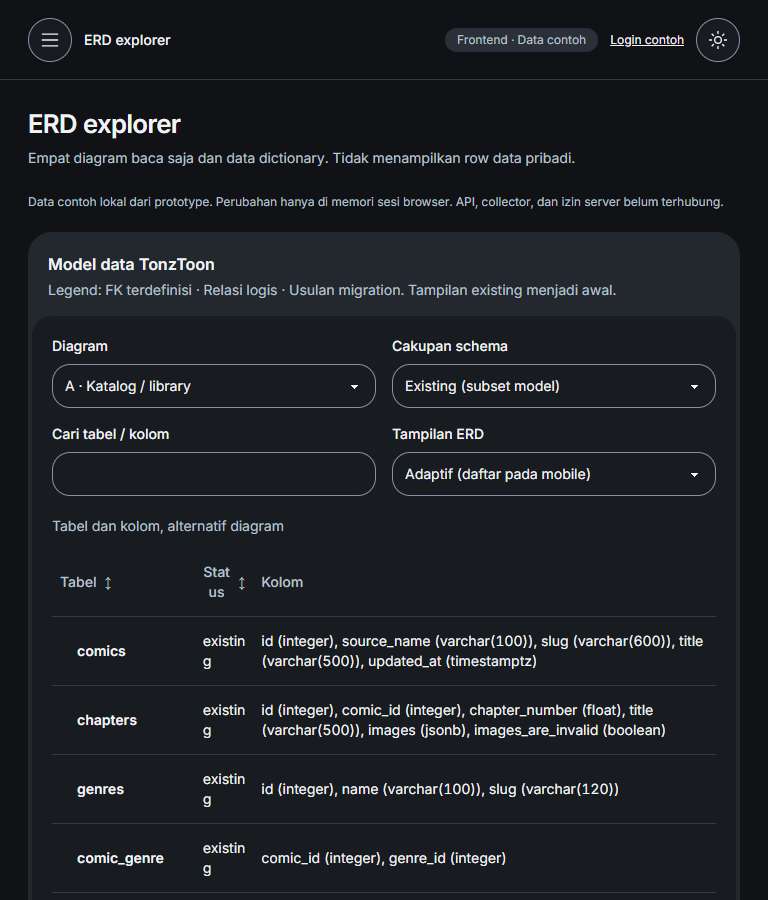 ERD explorer
Frontend · Data contoh
Login contoh
ERD explorer
Empat diagram baca saja dan data dictionary. Tidak menampilkan row data pribadi.
Data contoh lokal dari prototype. Perubahan hanya di memori sesi browser. API, collector, dan izin server belum terhubung.
Model data TonzToon
Legend: FK terdefinisi · Relasi logis · Usulan migration. Tampilan existing menjadi awal.
Diagram
Cakupan schema
A · Katalog / library
Existing (subset model)
Cari tabel / kolom
Tampilan ERD
Adaptif (daftar pada mobile)
Tabel dan kolom, alternatif diagram
Tabel ↕
Stat
us ↕
Kolom
comics
existin
g
id (integer), source_name (varchar(100)), slug (varchar(600)), title
(varchar(500)), updated_at (timestamptz)
chapters
existin
g
id (integer), comic_id (integer), chapter_number (float), title
(varchar(500)), images (jsonb), images_are_invalid (boolean)
genres
existin
g
id (integer), name (varchar(100)), slug (varchar(120))
comic_genre
existin
g
comic_id (integer), genre_id (integer)